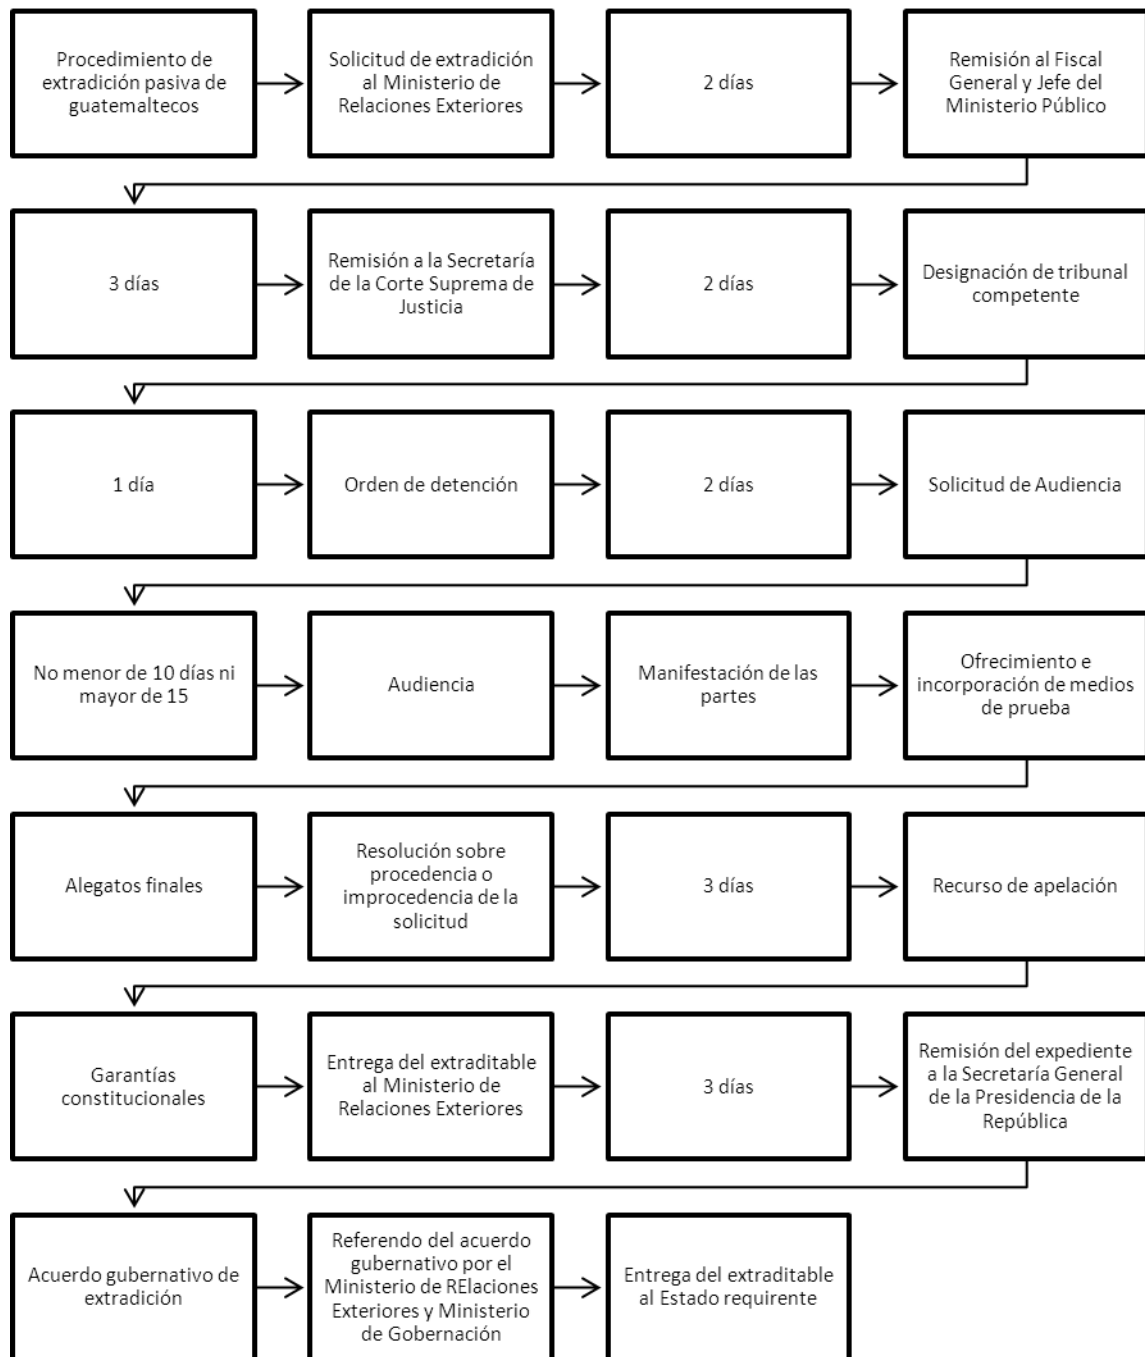 Procedimiento de
extradición pasiva de
guatemaltecos
Solicitud de extradición
al Ministerio de
Relaciones Exteriores
2 días
Remisión al Fiscal
General y Jefe del
Ministerio Público
3 días
Remisión a la Secretaría
de la Corte Suprema de
Justicia
2 días
Designación de tribunal
competente
1 día
Orden de detención
2 días
Solicitud de Audiencia
No menor de 10 días ni
mayor de 15
Audiencia
Manifestación de las
partes
Ofrecimiento e
incorporación de medios
de prueba
Alegatos finales
Resolución sobre
procedencia o
improcedencia de la
solicitud
3 días
Recurso de apelación
Garantías
constitucionales
Entrega del extraditable
al Ministerio de
Relaciones Exteriores
3 días
Remisión del expediente
a la Secretaría General
de la Presidencia de la
República
Acuerdo gubernativo de
extradición
Referendo del acuerdo
gubernativo por el
Ministerio de RElaciones
Exteriores y Ministerio
de Gobernación
Entrega del extraditable
al Estado requirente